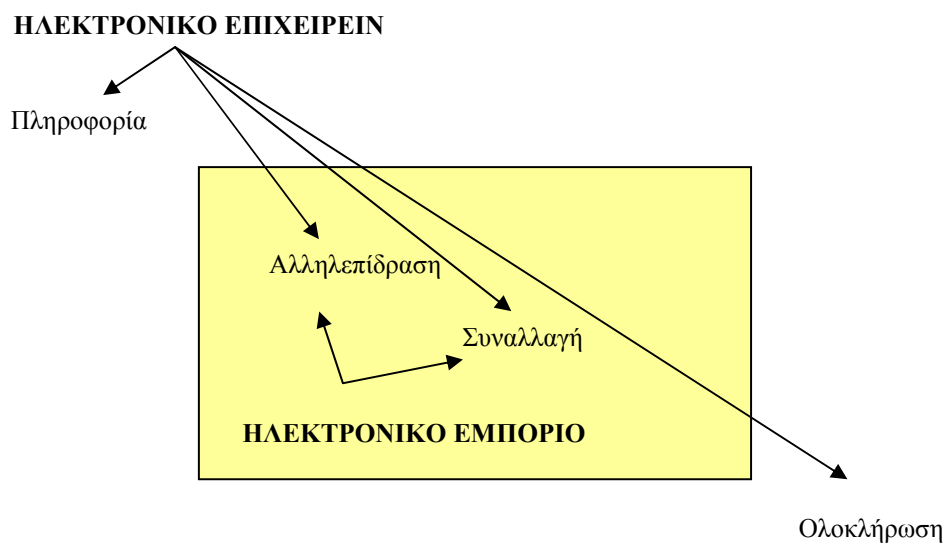 ΗΛΕΚΤΡΟΝΙΚΟ ΕΠΙΧΕΙΡΕΙΝ
Πληροφορία
Αλληλεπίδραση
Συναλλαγή
ΗΛΕΚΤΡΟΝΙΚΟ ΕΜΠΟΡΙΟ
Ολοκλήρωση